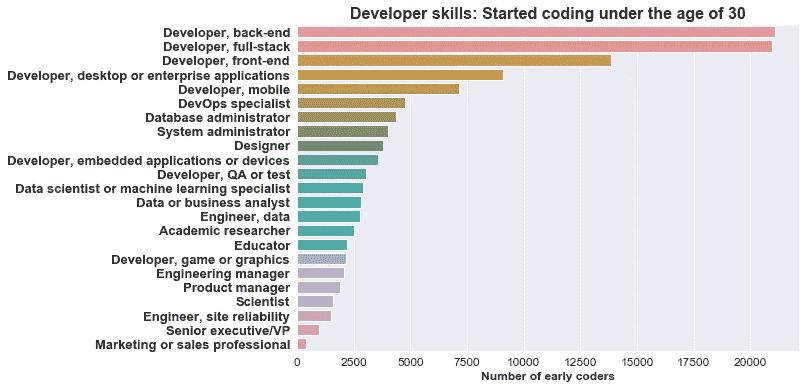 Developer skills: Started coding under the age of 30
Developer, back-end
Developer, full-stack
Developer, front-end
Developer, desktop or enterprise applications
Developer, mobile
DevOps specialist
Database administrator
System administrator
Designer
Developer, embedded applications or devices
Developer, QA or test
Data scientist or machine learning specialist
Data or business analyst
Engineer, data
Academic researcher
Educator
Developer, game or graphics
Engineering manager
Product manager
Scientist
Engineer, site reliability
Senior executive/VP
Marketing or sales professional
0 2500 5000 7500 10000 12500 15000 17500 20000
Number of early coders